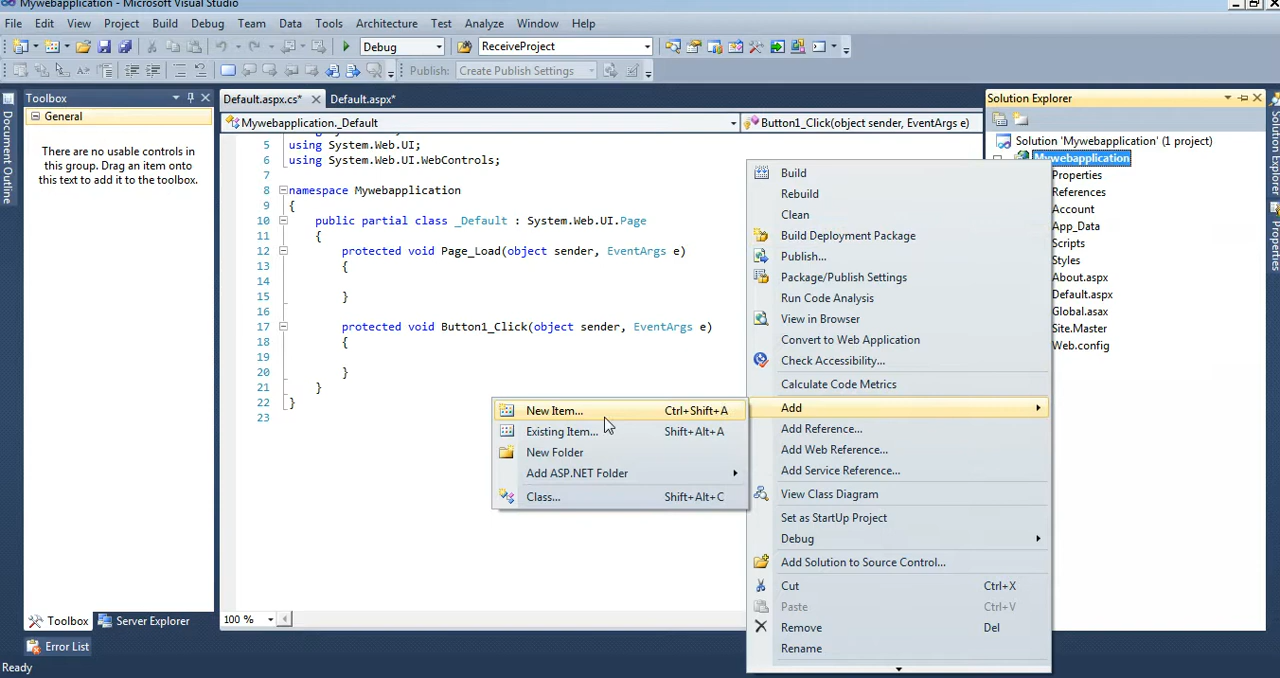 Mywebapplication - Microsoft Visual Studio
File Edit View Project Build Debug Team Data Tools Architecture Test Analyze Window Help
Debug ReceiveProject
Publish: Create Publish Settings
Document Outline
Toolbox
General
There are no usable controls in
this group. Drag an item onto
this text to add it to the toolbox.
Toolbox Server Explorer
Default.aspx.cs* Default.aspx*
Mywebapplication._Default Button1_Click(object sender, EventArgs e)
5 using System.Web.UI;
6 using System.Web.UI.WebControls;
7
8 namespace Mywebapplication
9 {
10 public partial class _Default : System.Web.UI.Page
11 {
12 protected void Page_Load(object sender, EventArgs e)
13 {
14
15 }
16
17 protected void Button1_Click(object sender, EventArgs e)
18 {
19
20 }
21 }
22 }
23
100 %
New Item... Ctrl+Shift+A
Existing Item... Shift+Alt+A
New Folder
Add ASP.NET Folder
Class... Shift+Alt+C
Build
Rebuild
Clean
Build Deployment Package
Publish...
Package/Publish Settings
Run Code Analysis
View in Browser
Convert to Web Application
Check Accessibility...
Calculate Code Metrics
Add
Add Reference...
Add Web Reference...
Add Service Reference...
View Class Diagram
Set as StartUp Project
Debug
Add Solution to Source Control...
Cut Ctrl+X
Paste Ctrl+V
Remove Del
Rename
Solution Explorer
Solution 'Mywebapplication' (1 project)
Mywebapplication
Properties
References
Account
App_Data
Scripts
Styles
About.aspx
Default.aspx
Global.asax
Site.Master
Web.config
Solution Explorer
Properties
Error List
Ready